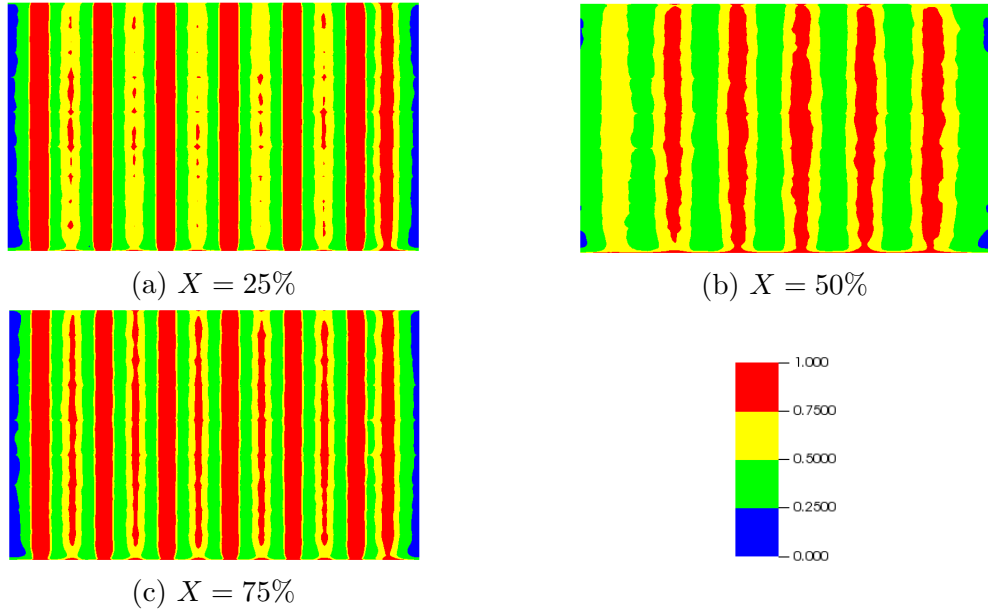 (a) X = 25%
(b) X = 50%
1.000
0.7500
0.5000
0.2500
0.000
(c) X = 75%